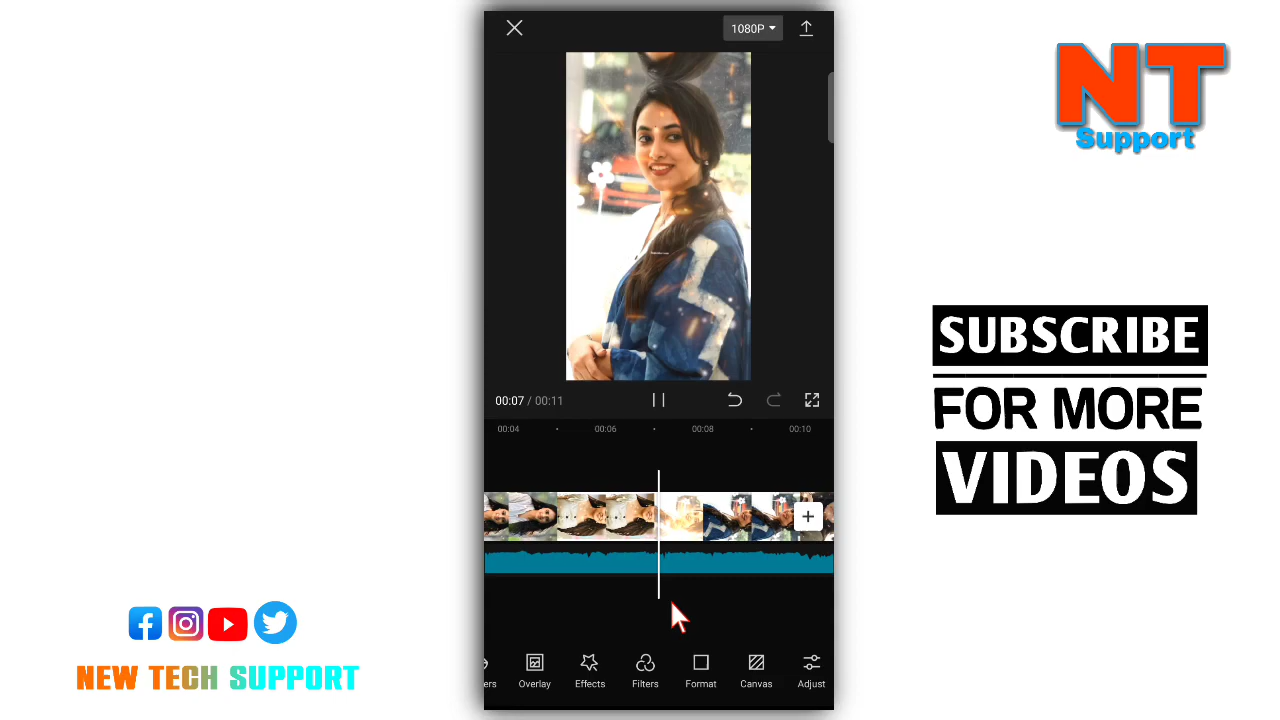 1080P
NT
Support
00:07 / 00:11
00:04
00:06
00:08
00:10
SUBSCRIBE
FOR MORE
VIDEOS
ers
Overlay
Effects
Filters
Format
Canvas
Adjust
NEW TECH SUPPORT